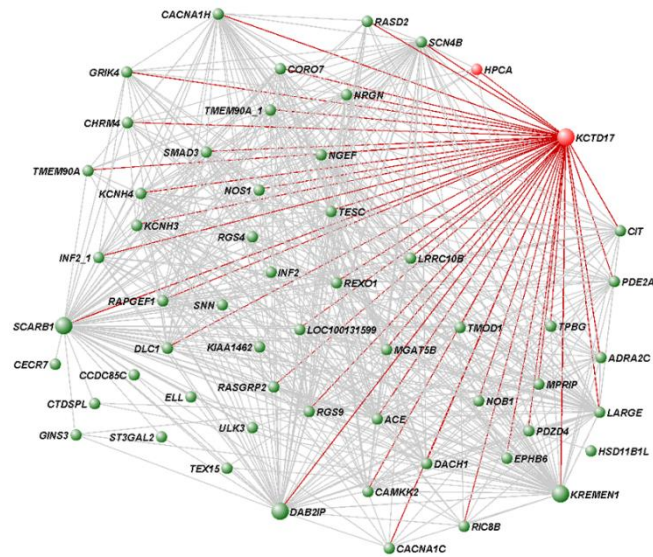 CACNA1H
RASD2
SCN4B
HPCA
GRIK4
CORO7
NRGN
TMEM90A_1
CHRM4
KCTD17
SMAD3
NGEF
TMEM90A
KCNH4
NOS1
TESC
KCNH3
CIT
RGS4
INF2_1
LRRC10B
INF2
REXO1
PDE2A
RAPGEF1
SNN
SCARB1
LOC100131599
TMOD1
TPBG
DLC1
KIAA1462
MGAT5B
ADRA2C
CECR7
CCDC85C
RASGRP2
MPRIP
ELL
NOB1
CTDSPL
RGS9
ACE
LARGE
GINS3
ST3GAL2
ULK3
PDZD4
HSD11B1L
TEX15
DACH1
EPHB6
CAMKK2
KREMEN1
DAB2IP
RIC8B
CACNA1C